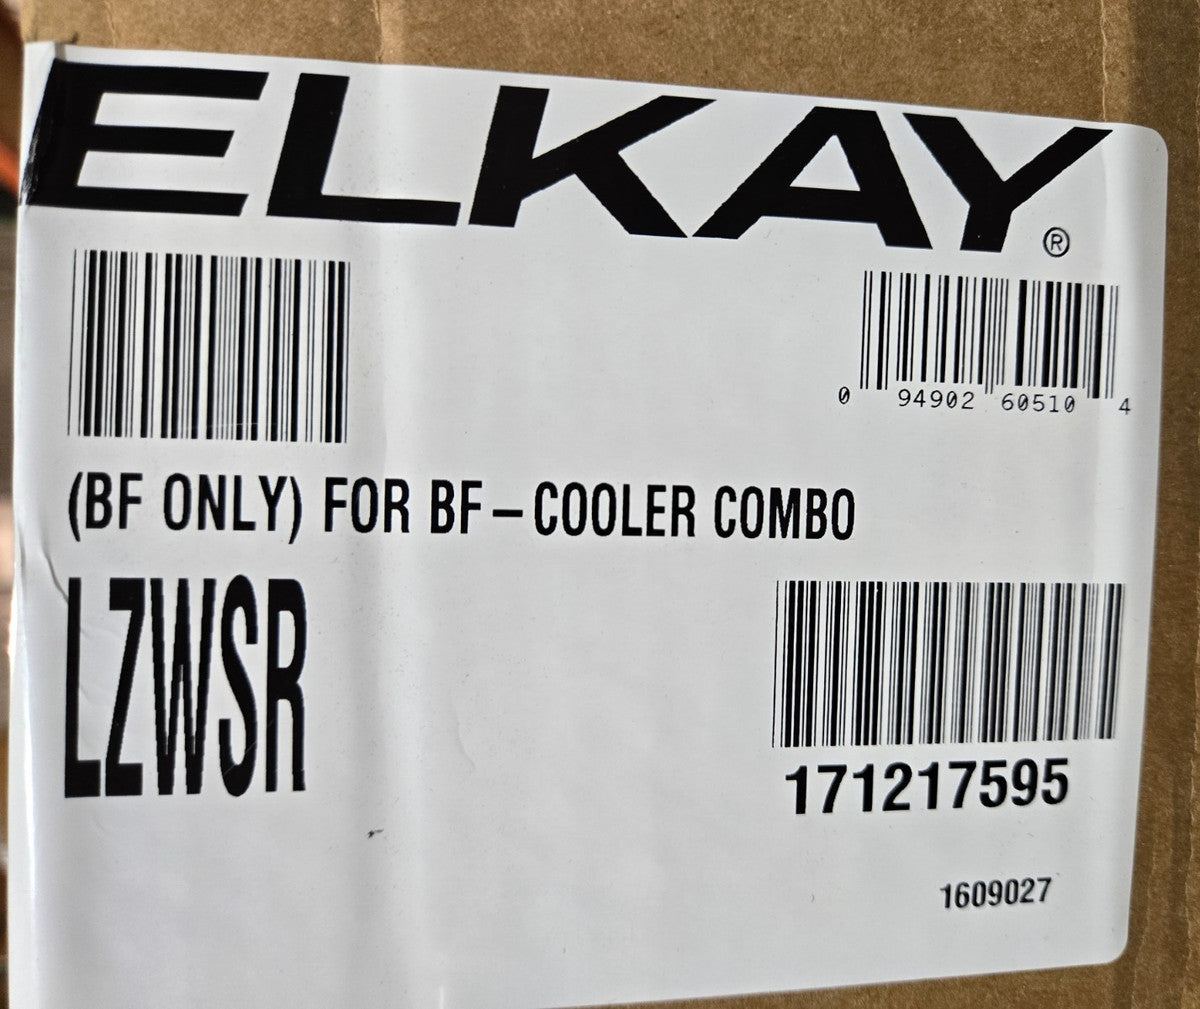 ELKAY®
0 94902 60510 4
(BF ONLY) FOR BF-COOLER COMBO
LZWSR
171217595
1609027